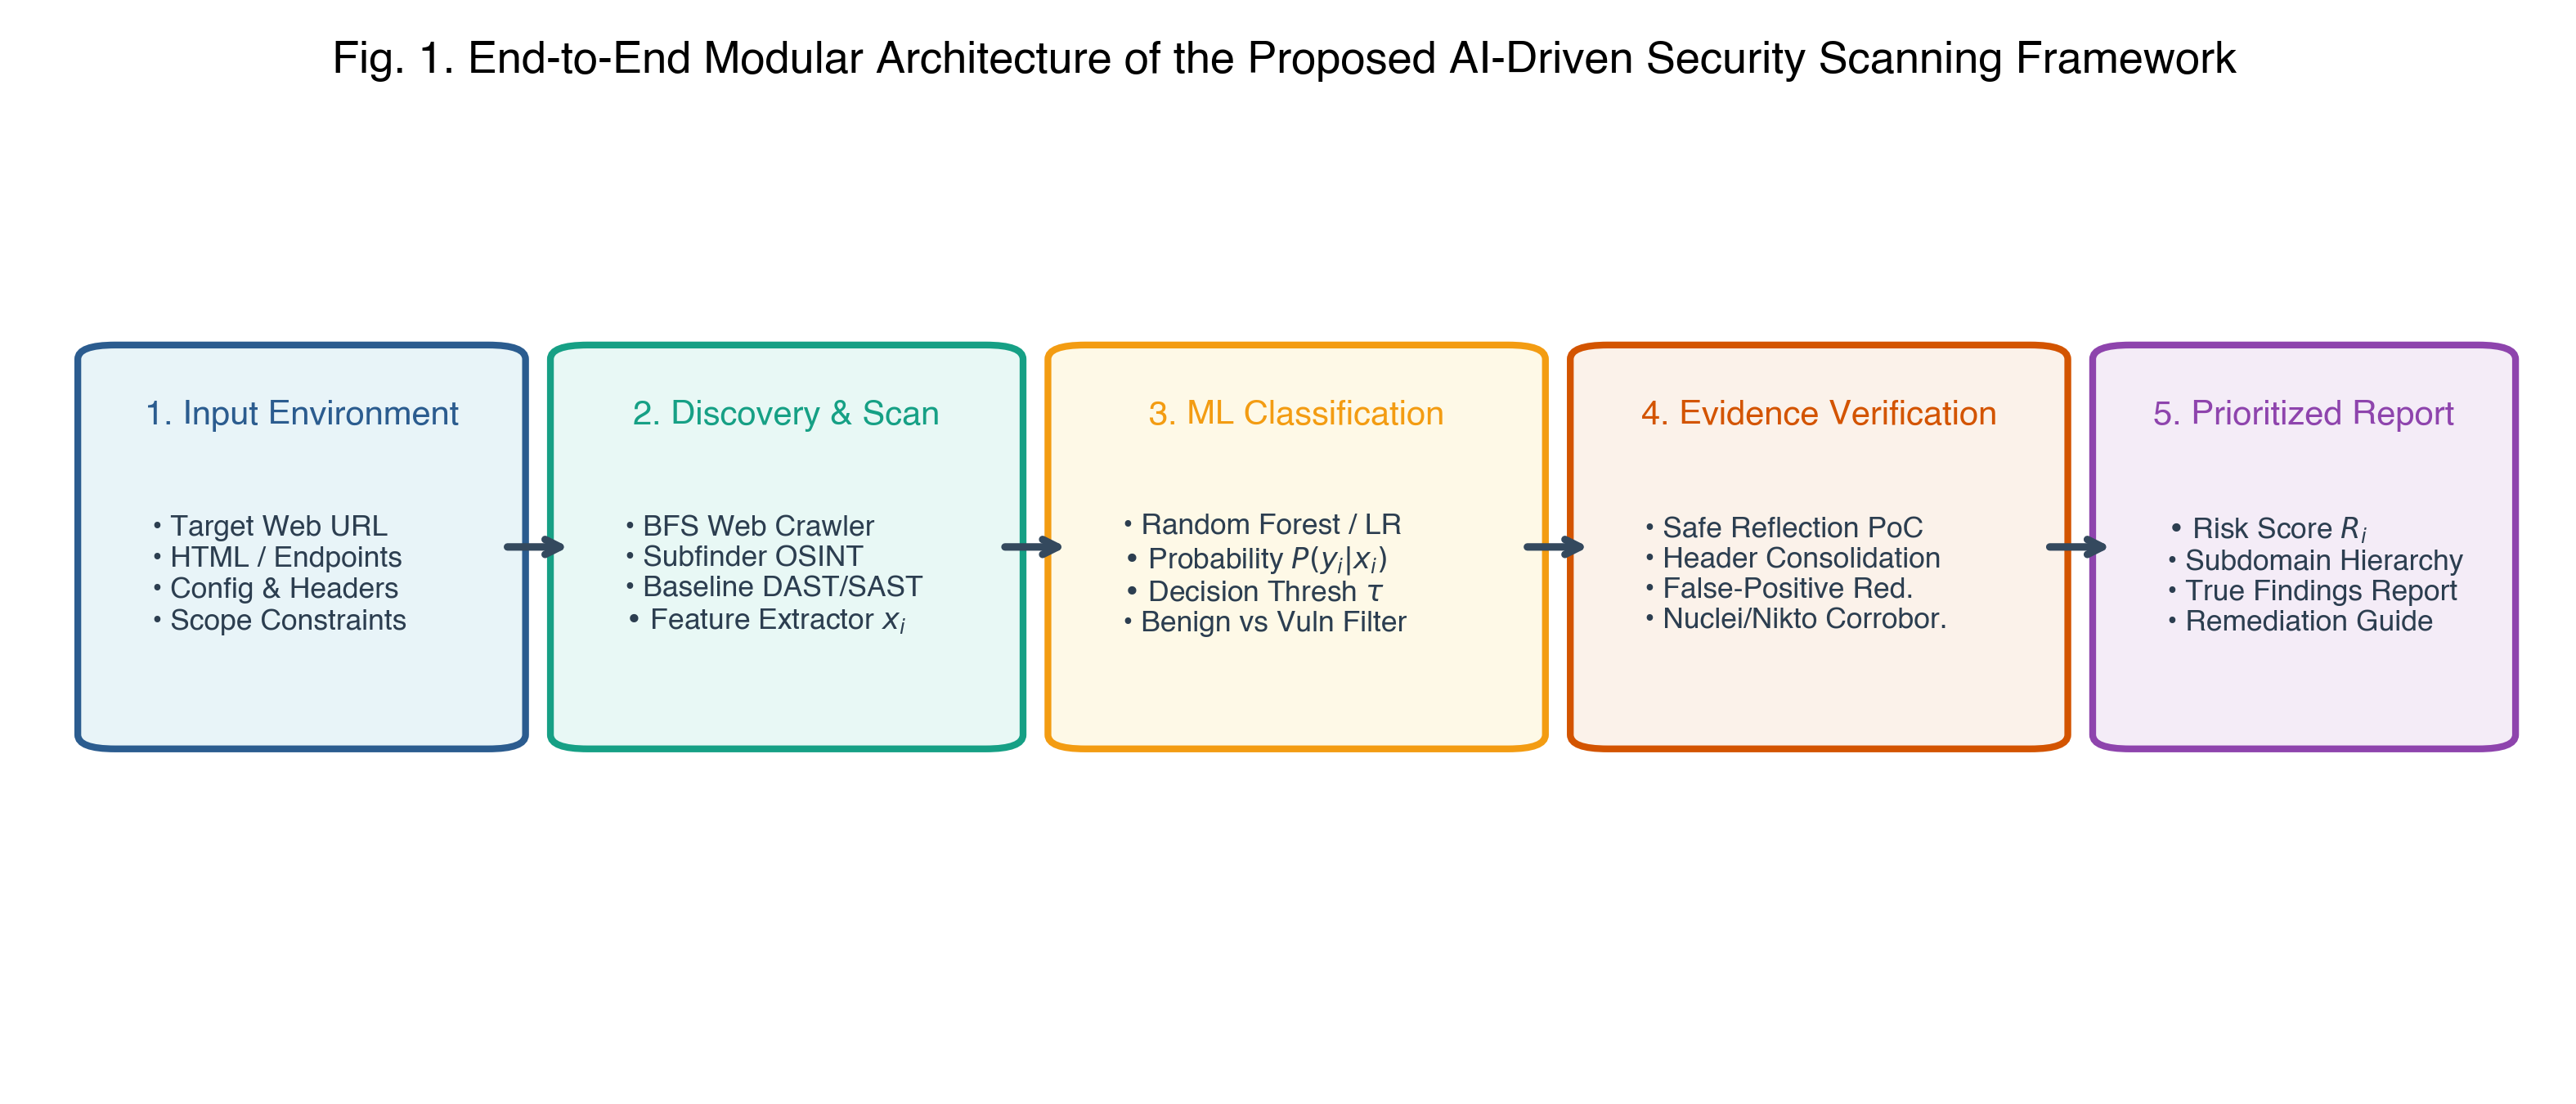 Fig. 1. End-to-End Modular Architecture of the Proposed AI-Driven Security Scanning Framework
1. Input Environment
• Target Web URL
• HTML / Endpoints
• Config & Headers
• Scope Constraints
2. Discovery & Scan
• BFS Web Crawler
• Subfinder OSINT
• Baseline DAST/SAST
• Feature Extractor xᵢ
3. ML Classification
• Random Forest / LR
• Probability P(yᵢ|xᵢ)
• Decision Thresh τ
• Benign vs Vuln Filter
4. Evidence Verification
• Safe Reflection PoC
• Header Consolidation
• False-Positive Red.
• Nuclei/Nikto Corrobor.
5. Prioritized Report
• Risk Score Rᵢ
• Subdomain Hierarchy
• True Findings Report
• Remediation Guide